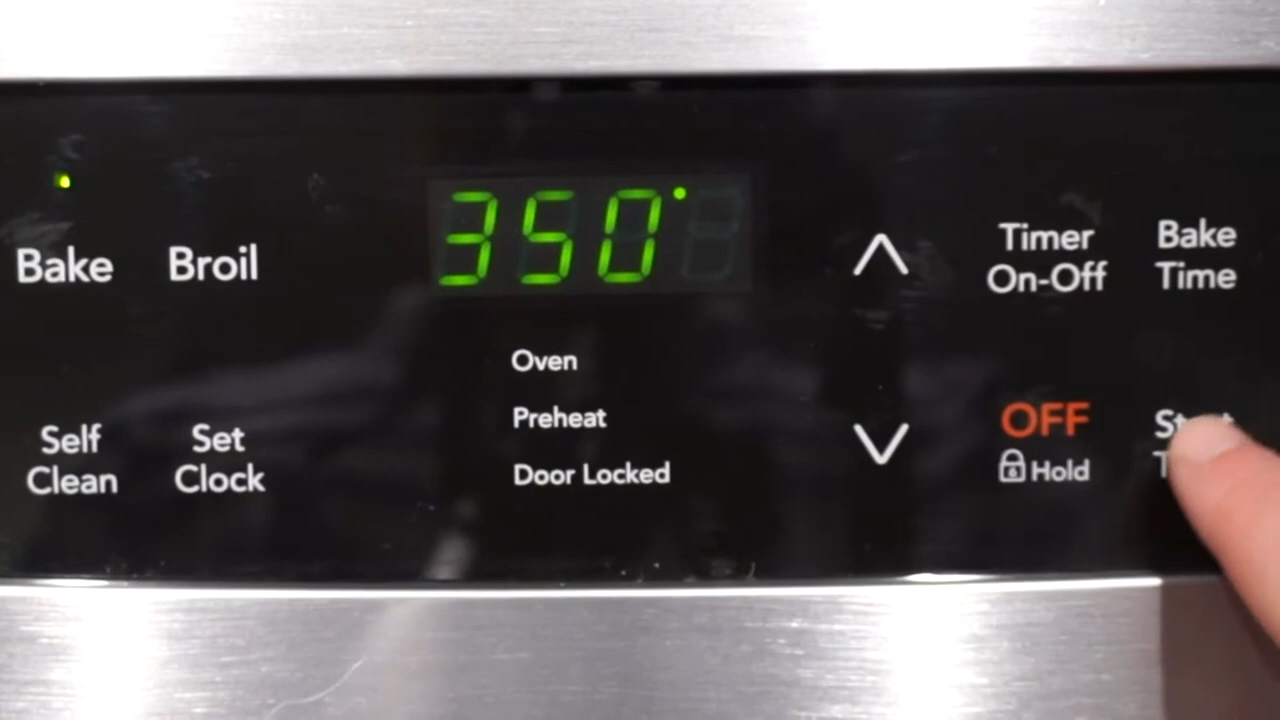 350°
Bake
Broil
Timer
On-Off
Bake
Time
Oven
Preheat
Door Locked
Self
Clean
Set
Clock
OFF
Hold